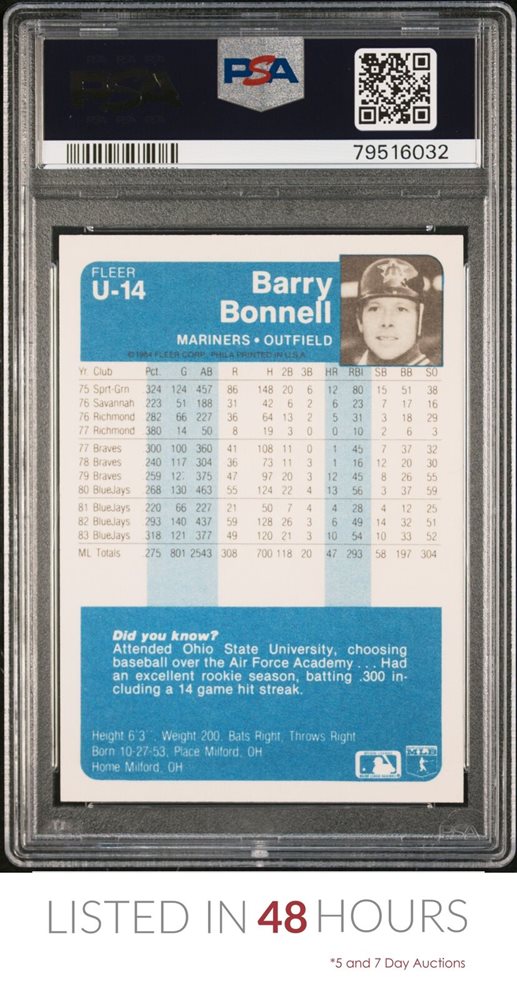 PSA
79516032
FLEER
U-14
Barry
Bonnell
MARINERS • OUTFIELD
© 1984 FLEER CORP., PHILA PRINTED IN U.S.A.
Yr. Club Pct. G AB R H 2B 3B HR RBI SB BB SO
75 Sprt-Grn 324 124 457 86 148 20 6 12 80 15 51 38
76 Savannah 223 51 188 31 42 6 2 6 23 7 17 16
76 Richmond 282 66 227 36 64 13 2 5 31 3 18 29
77 Richmond 380 14 50 8 19 3 0 0 10 2 6 3
77 Braves 300 100 360 41 108 11 0 1 45 7 37 32
78 Braves 240 117 304 36 73 11 3 1 16 12 20 30
79 Braves 259 127 375 47 97 20 3 12 45 8 26 55
80 BlueJays 268 130 463 55 124 22 4 13 56 3 37 59
81 BlueJays 220 66 227 21 50 7 4 4 28 4 12 25
82 BlueJays 293 140 437 59 128 26 3 6 49 14 32 51
83 BlueJays 318 121 377 49 120 21 3 10 54 10 33 52
ML Totals 275 801 2543 308 700 118 20 47 293 58 197 304
Did you know?
Attended Ohio State University, choosing
baseball over the Air Force Academy . . . Had
an excellent rookie season, batting .300 in-
cluding a 14 game hit streak.
Height 6'3". Weight 200. Bats Right, Throws Right
Born 10-27-53, Place Milford, OH
Home Milford, OH
MLB
PSA
LISTED IN 48 HOURS
*5 and 7 Day Auctions